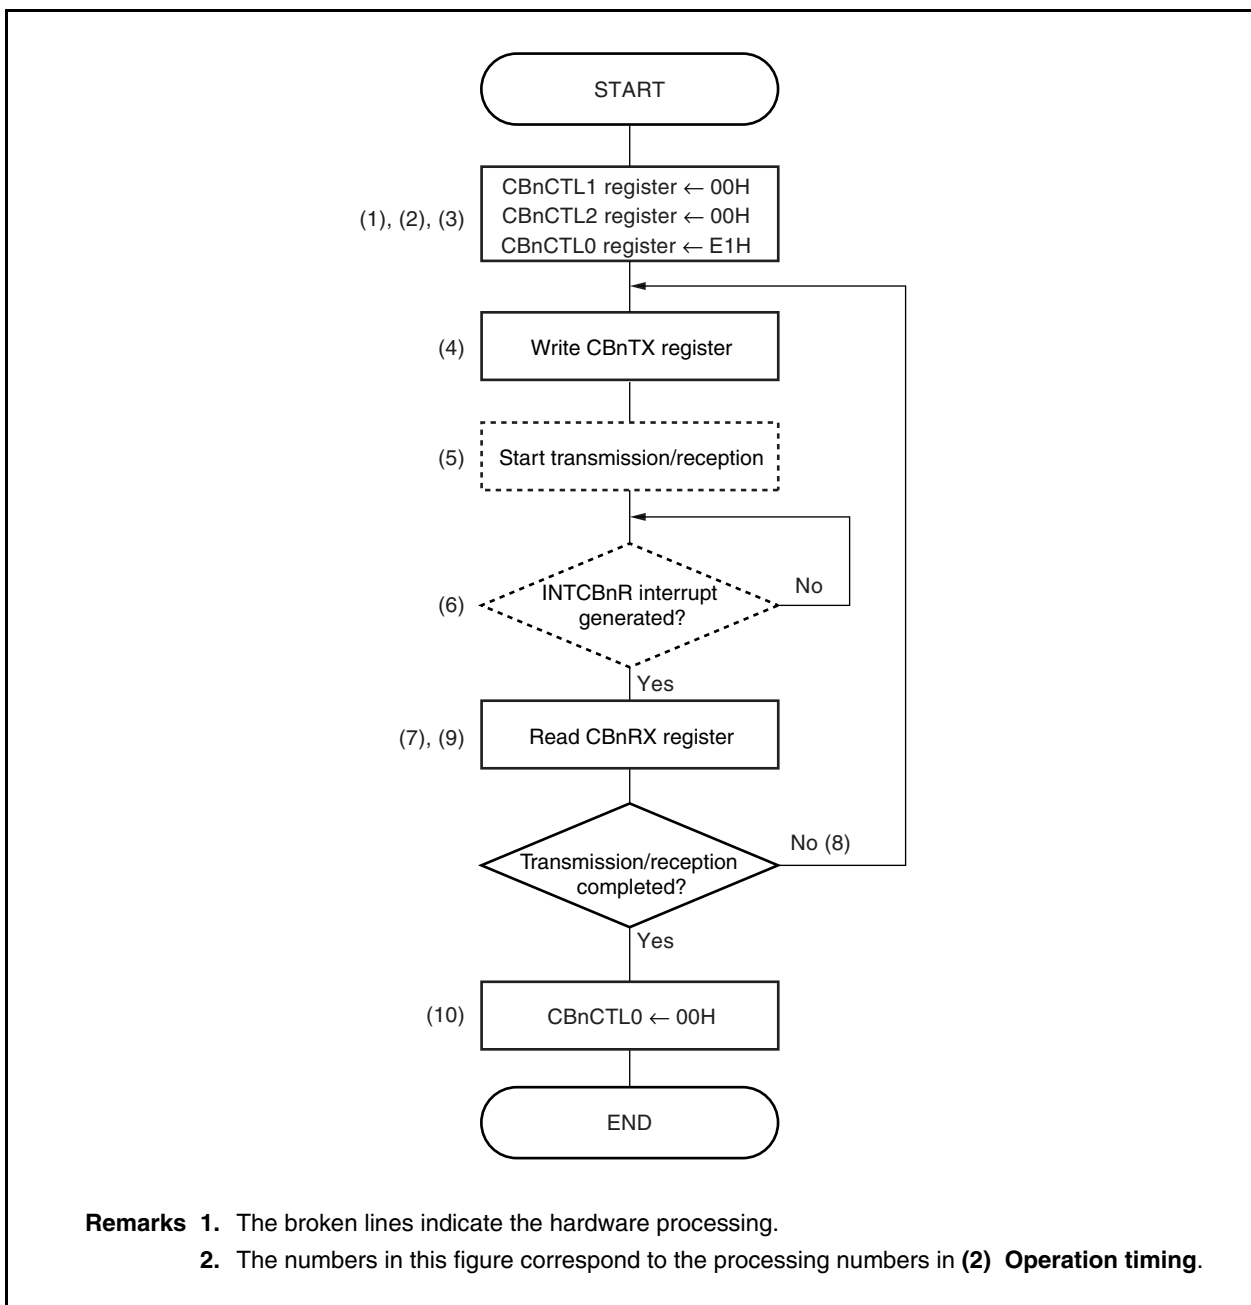 START
CBnCTL1 register ← 00H
(1), (2), (3)
CBnCTL2 register ← 00H
CBnCTL0 register ← E1H
(4)
Write CBnTX register
(5)
Start transmission/reception
(6)
INTCBnR interrupt
generated?
No
Yes
(7), (9)
Read CBnRX register
Transmission/reception
completed?
No (8)
Yes
(10)
CBnCTL0 ← 00H
END
Remarks 1. The broken lines indicate the hardware processing.
2. The numbers in this figure correspond to the processing numbers in (2) Operation timing.